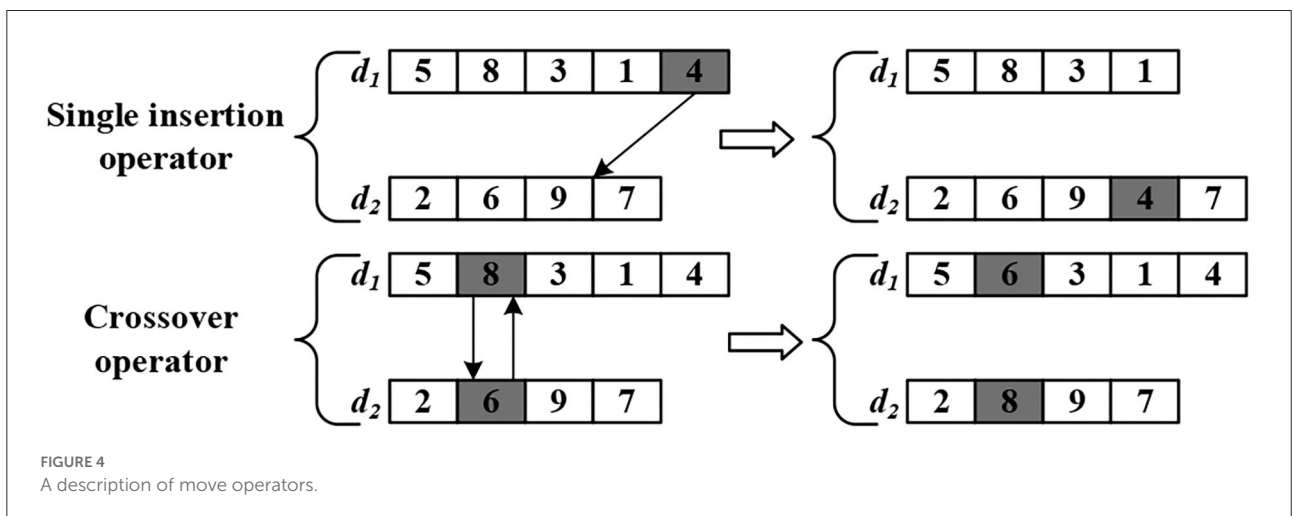 d1 5 8 3 1 4
d1 5 8 3 1
Single insertion
operator
d2 2 6 9 7
d2 2 6 9 4 7
d1 5 8 3 1 4
d1 5 6 3 1 4
Crossover
operator
d2 2 6 9 7
d2 2 8 9 7
FIGURE 4
A description of move operators.